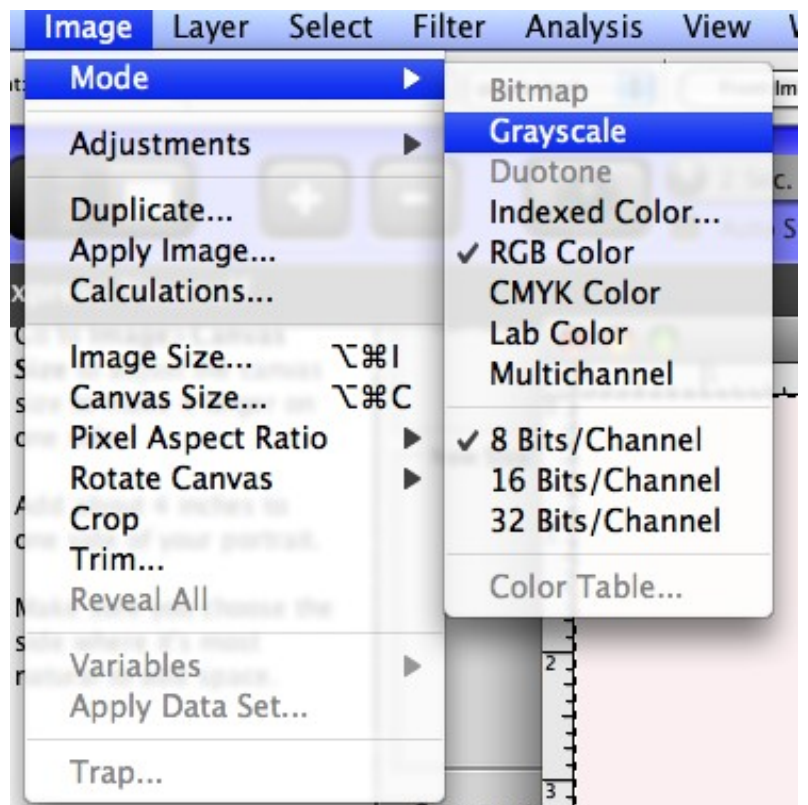 Image Layer Select Filter Analysis View
Mode
Adjustments
Duplicate...
Apply Image...
Calculations...
Image Size... ⌥⌘I
Canvas Size... ⌥⌘C
Pixel Aspect Ratio
Rotate Canvas
Crop
Trim...
Reveal All
Variables
Apply Data Set...
Trap...
Bitmap
Grayscale
Duotone
Indexed Color...
✓ RGB Color
CMYK Color
Lab Color
Multichannel
✓ 8 Bits/Channel
16 Bits/Channel
32 Bits/Channel
Color Table...
2
3